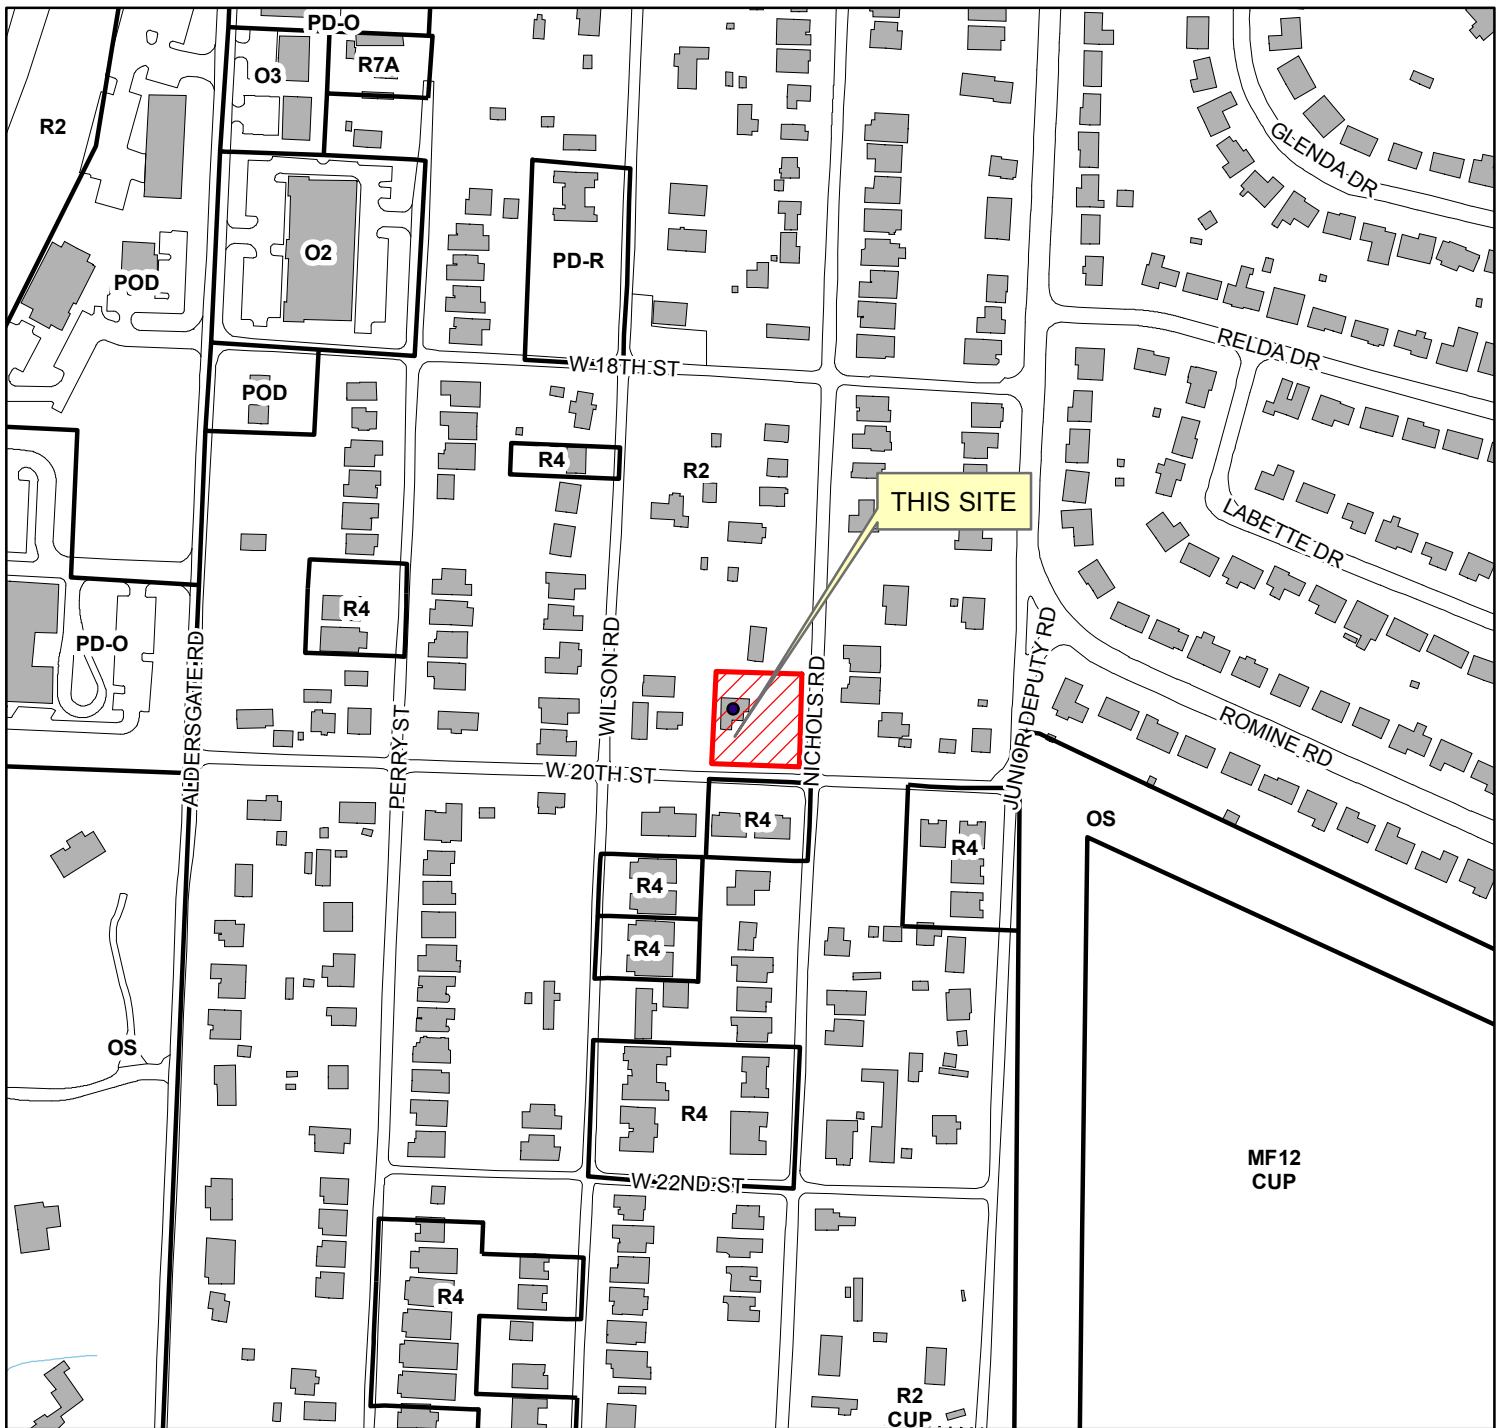 PD-O
O3
R7A
R2
GLENDA DR
O2
PD-R
POD
RELDA DR
W 18TH ST
POD
R4
R2
THIS SITE
LABETTE DR
R4
PD-O
ALDERSGATE RD
PERRY ST
WILSON RD
NICHOLS RD
JUNIOR DEPUTY RD
ROMINE RD
W 20TH ST
R4
OS
R4
R4
R4
OS
R4
MF12
CUP
W 22ND ST
R4
R2
CUP